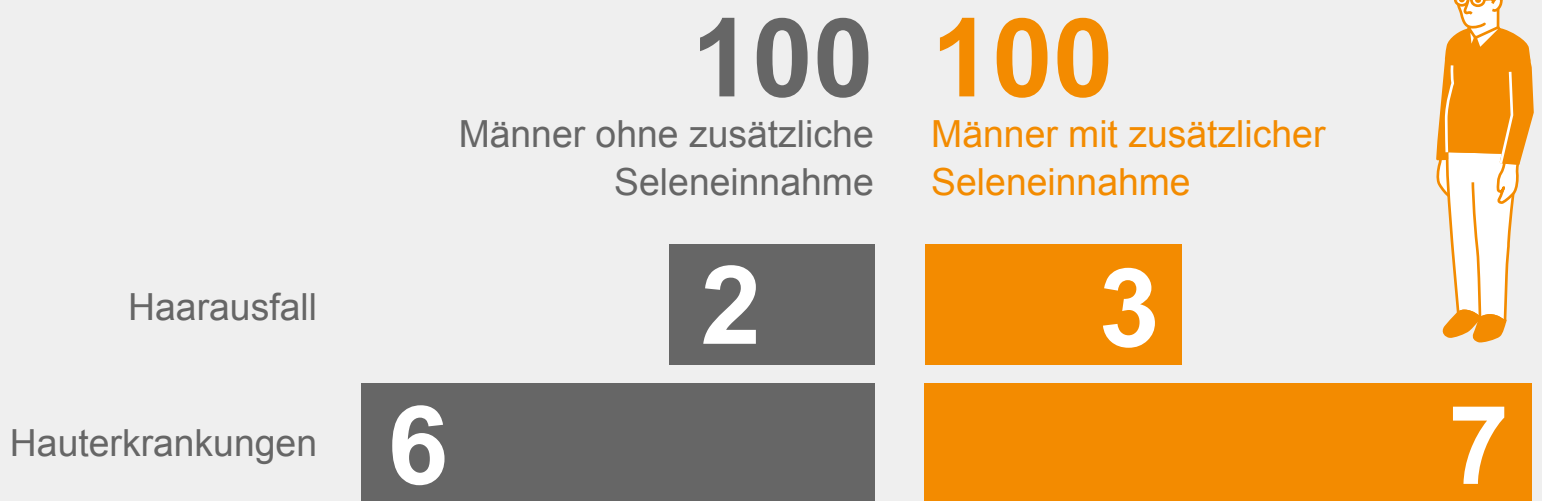 100 100
Männer ohne zusätzliche Männer mit zusätzlicher
Seleneinnahme Seleneinnahme
Haarausfall 2 3
Hauterkrankungen 6 7